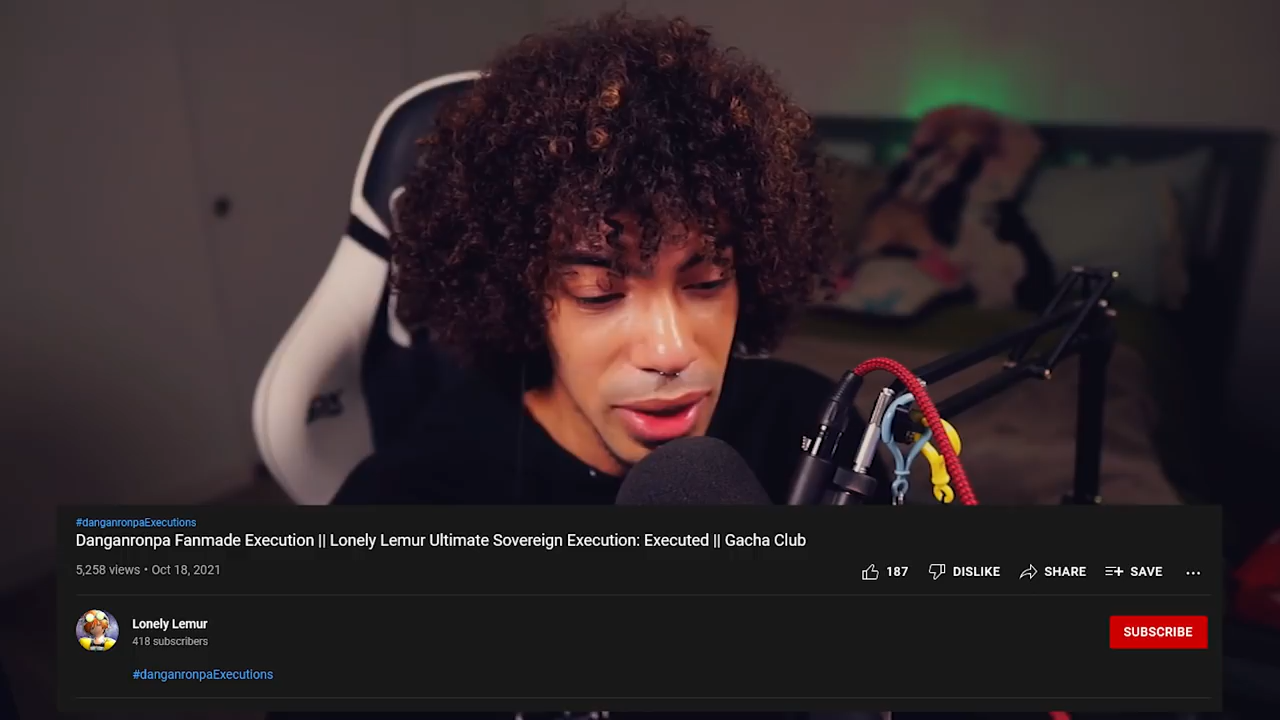 #danganronpaExecutions
Danganronpa Fanmade Execution || Lonely Lemur Ultimate Sovereign Execution: Executed || Gacha Club
5,258 views • Oct 18, 2021
187 DISLIKE SHARE SAVE ...
Lonely Lemur
418 subscribers
SUBSCRIBE
#danganronpaExecutions